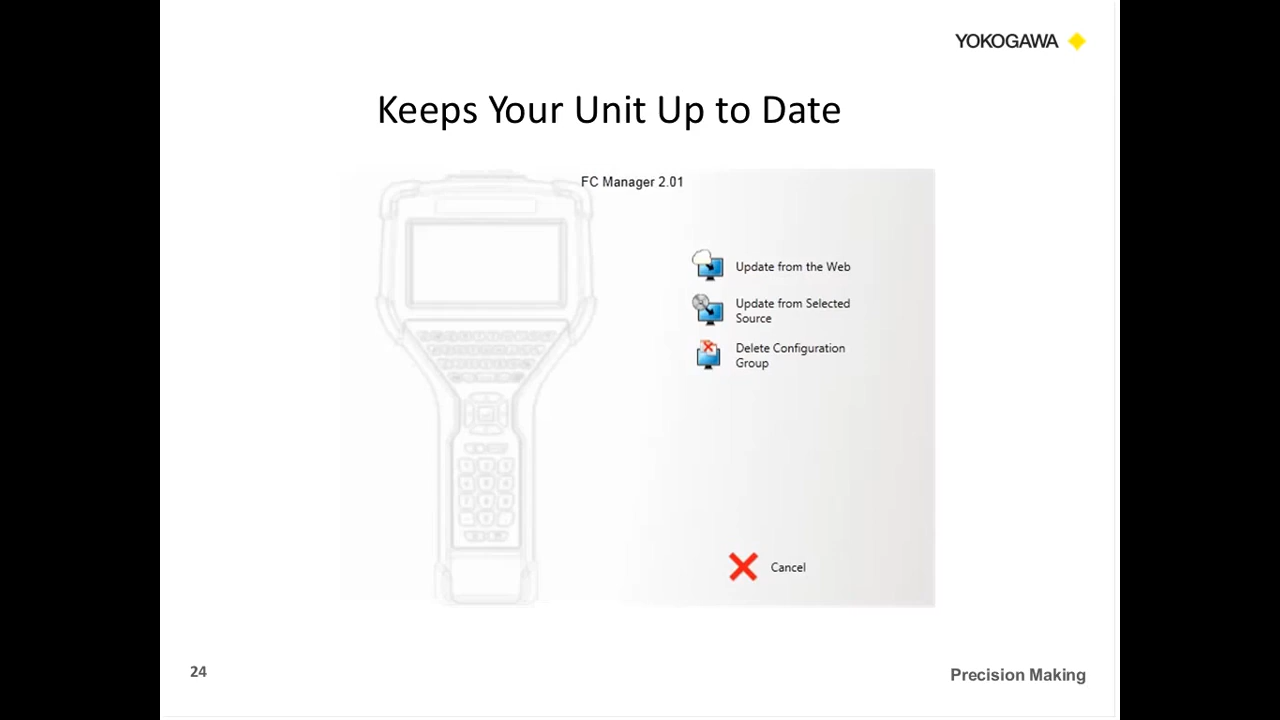 YOKOGAWA
Keeps Your Unit Up to Date
FC Manager 2.01
Update from the Web
Update from Selected
Source
Delete Configuration
Group
Cancel
24
Precision Making